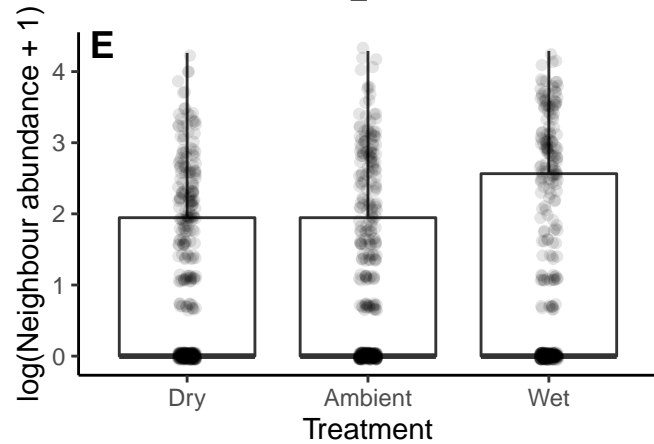 E
log(Neighbour abundance + 1)
4
3
2
1
0
Dry Ambient Wet
Treatment